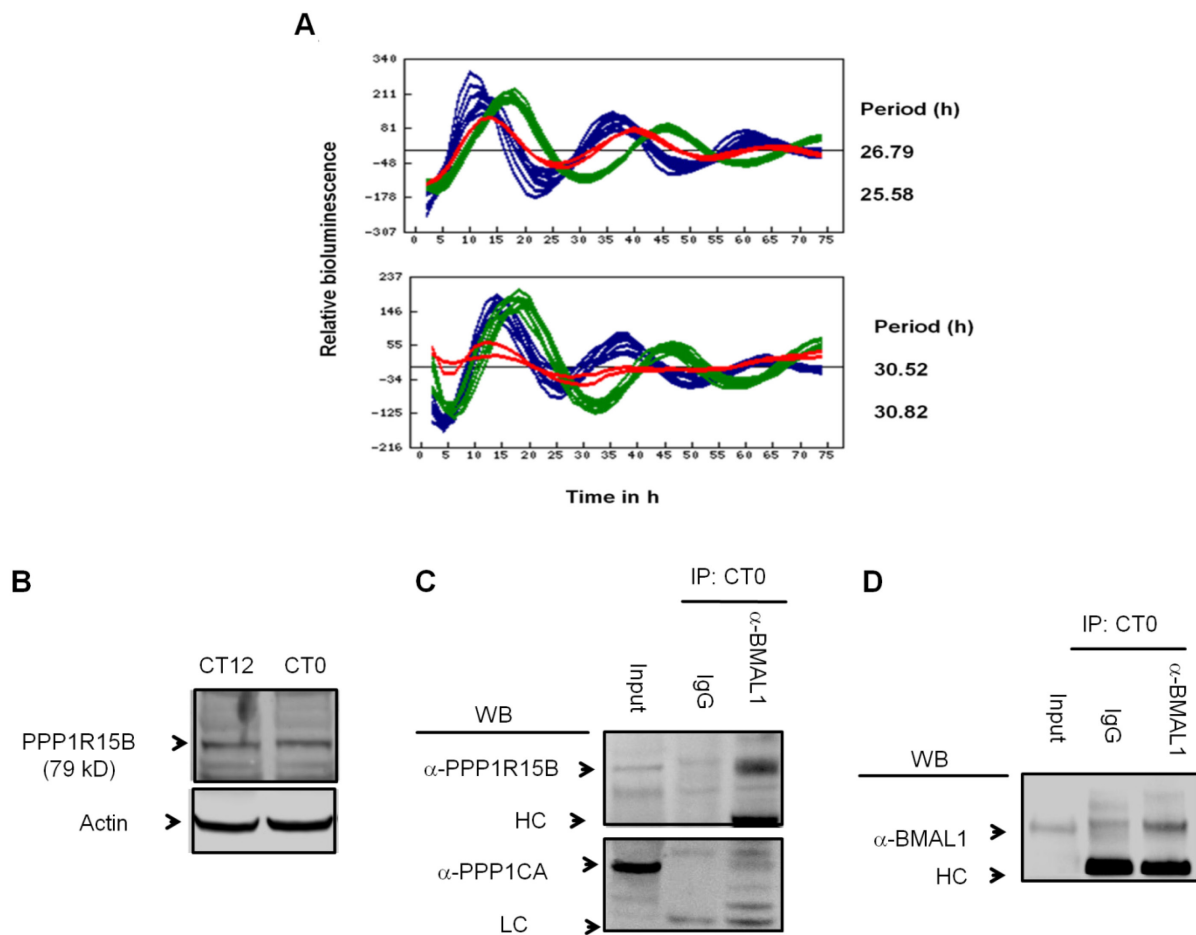 A
340
211
81
-48
-178
-307
0 5 10 15 20 25 30 35 40 45 50 55 60 65 70 75
Period (h)
26.79
25.58
Relative bioluminescence
237
146
55
-34
-125
-216
0 5 10 15 20 25 30 35 40 45 50 55 60 65 70 75
Period (h)
30.52
30.82
Time in h
B
CT12 CT0
PPP1R15B
(79 kD)
Actin
C
IP: CT0
Input
IgG
α-BMAL1
WB
α-PPP1R15B
HC
α-PPP1CA
LC
D
IP: CT0
Input
IgG
α-BMAL1
WB
α-BMAL1
HC